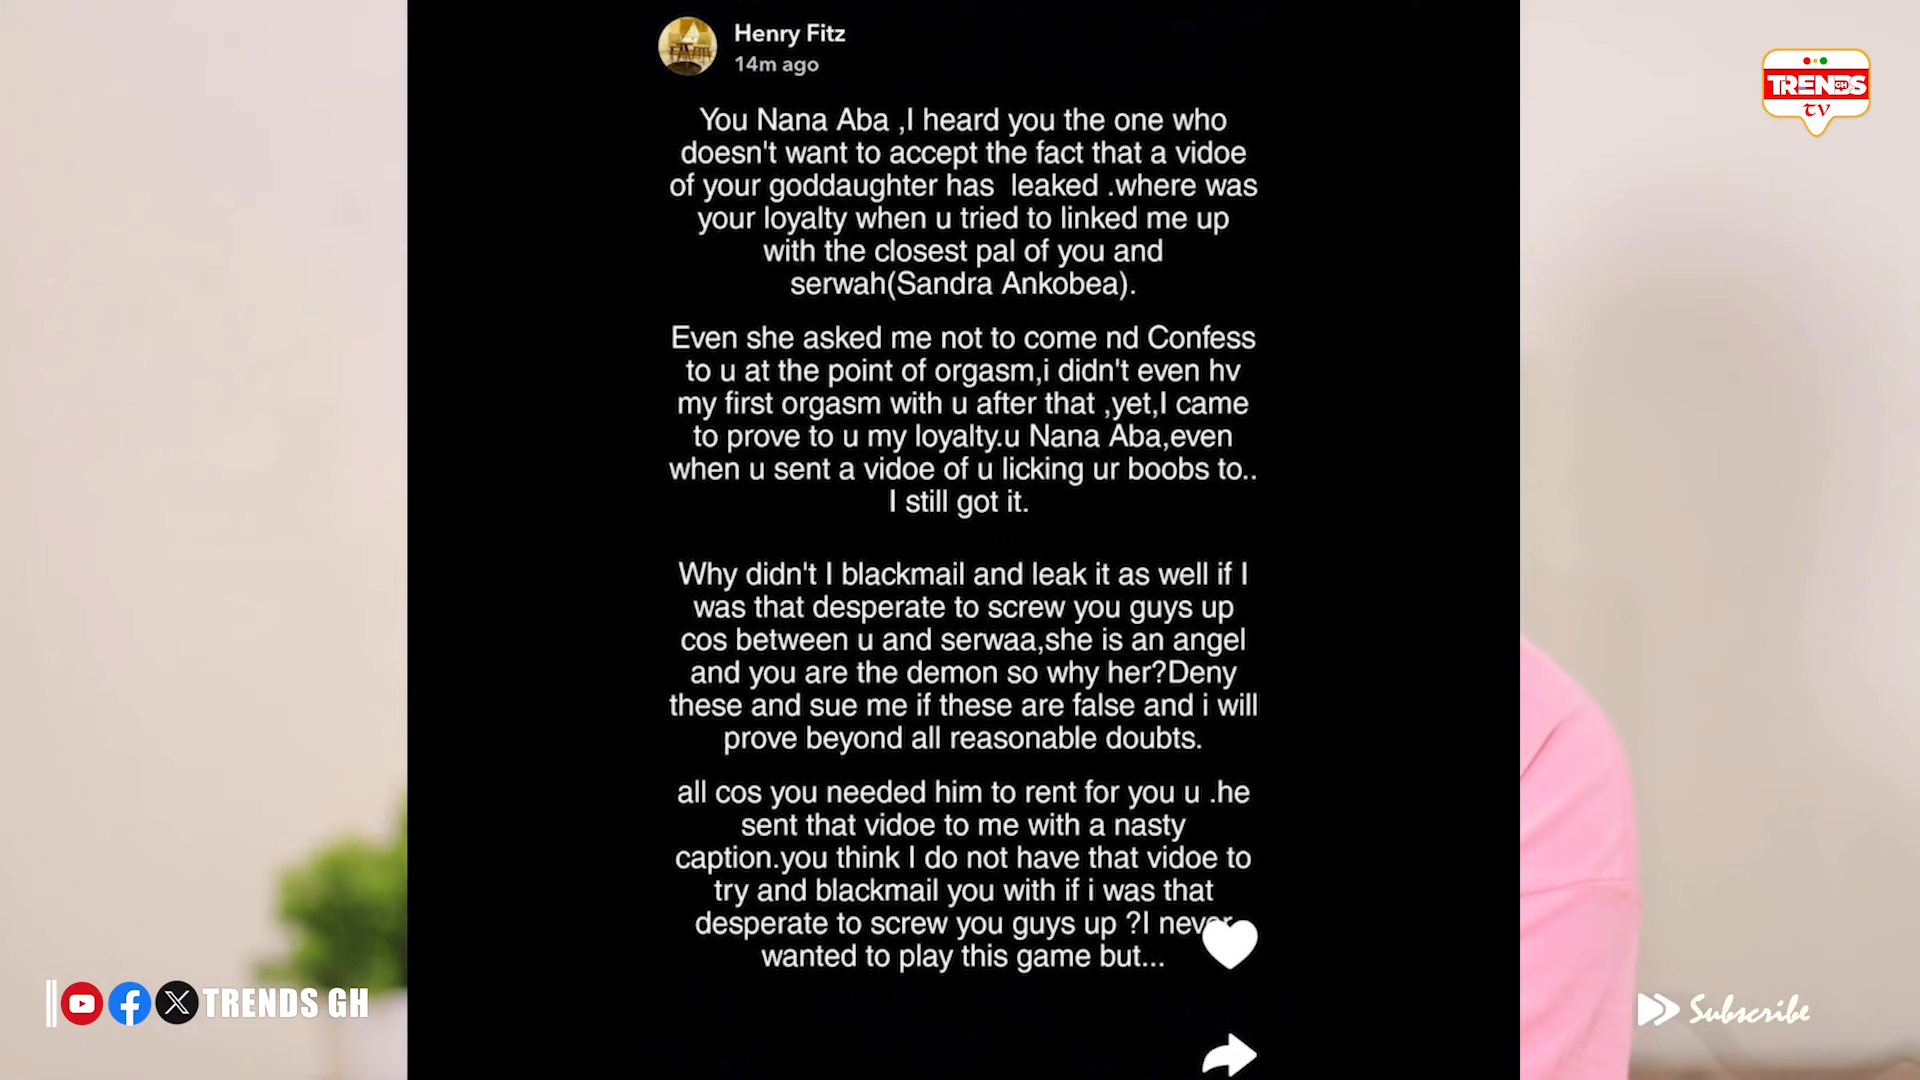 Henry Fitz
14m ago
TRENDS GH
TV
You Nana Aba ,I heard you the one who
doesn't want to accept the fact that a vidoe
of your goddaughter has  leaked .where was
your loyalty when u tried to linked me up
with the closest pal of you and
serwah(Sandra Ankobea).
Even she asked me not to come nd Confess
to u at the point of orgasm,i didn't even hv
my first orgasm with u after that ,yet,I came
to prove to u my loyalty.u Nana Aba,even
when u sent a vidoe of u licking ur boobs to..
I still got it.
Why didn't I blackmail and leak it as well if I
was that desperate to screw you guys up
cos between u and serwaa,she is an angel
and you are the demon so why her?Deny
these and sue me if these are false and i will
prove beyond all reasonable doubts.
all cos you needed him to rent for you u .he
sent that vidoe to me with a nasty
caption.you think I do not have that vidoe to
try and blackmail you with if i was that
desperate to screw you guys up ?I never
wanted to play this game but...
TRENDS GH
Subscribe